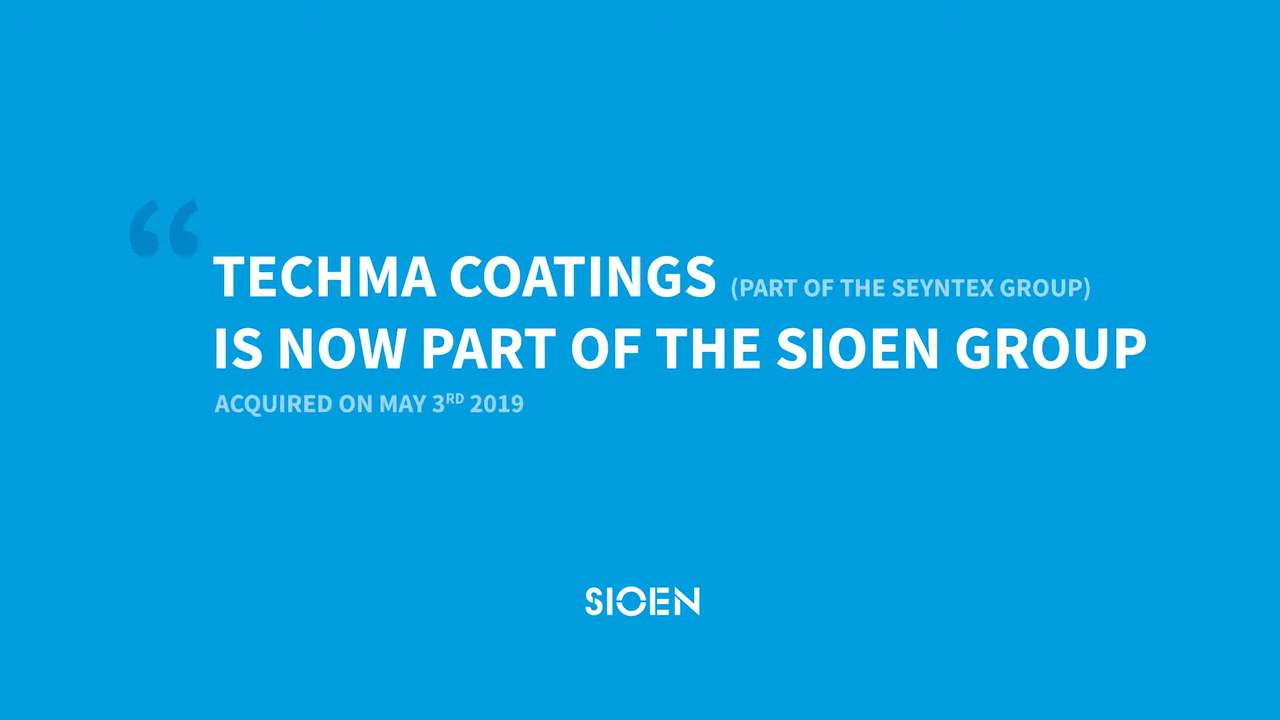 “
TECHMA COATINGS (PART OF THE SEYNTEX GROUP)
IS NOW PART OF THE SIOEN GROUP
ACQUIRED ON MAY 3RD 2019
SIOEN